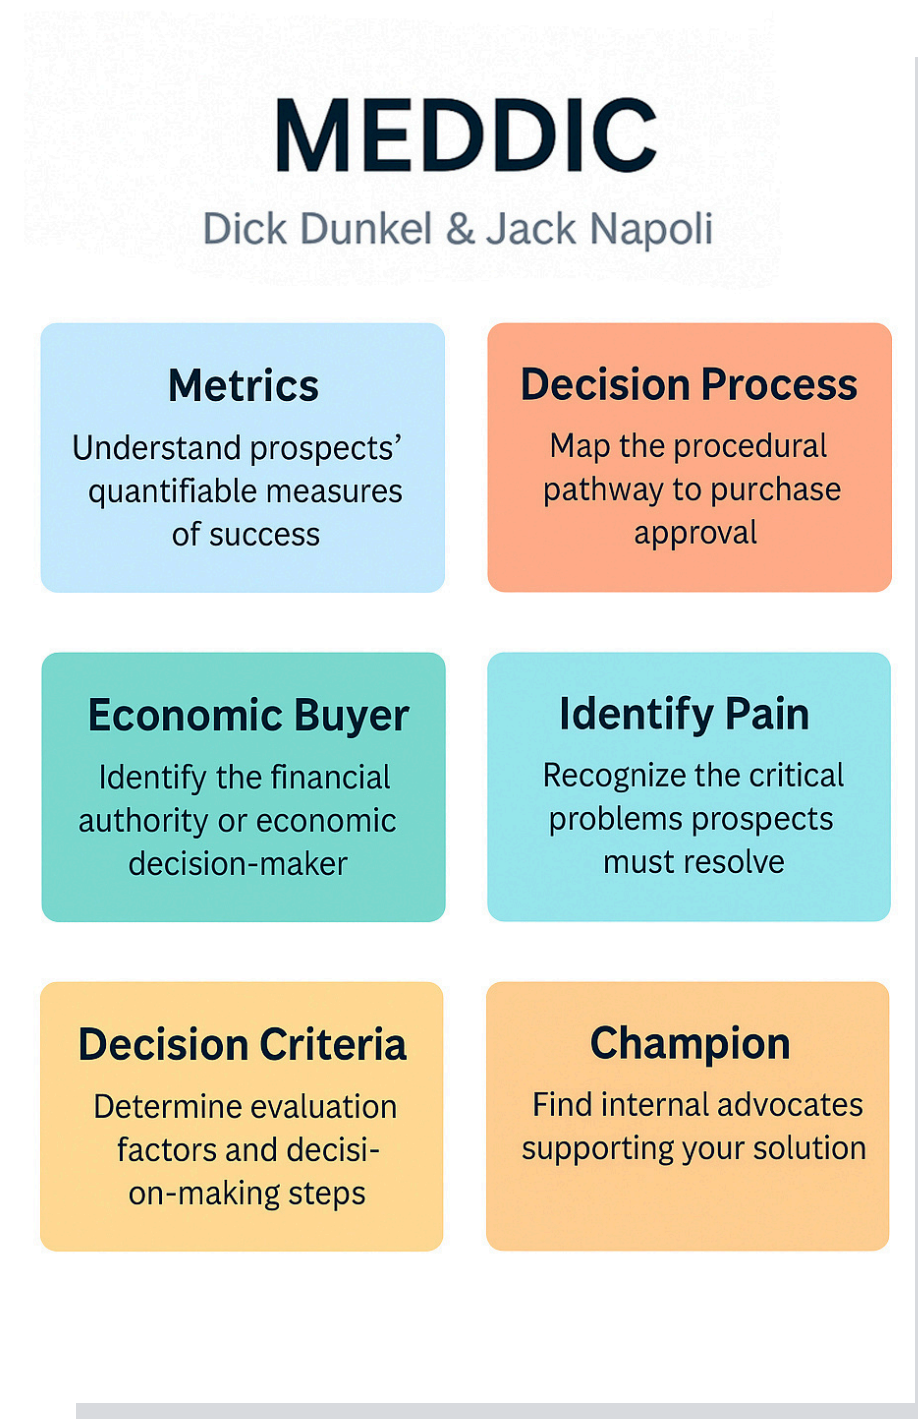 MEDDIC
Dick Dunkel & Jack Napoli
Metrics
Understand prospects’
quantifiable measures
of success
Decision Process
Map the procedural
pathway to purchase
approval
Economic Buyer
Identify the financial
authority or economic
decision-maker
Identify Pain
Recognize the critical
problems prospects
must resolve
Decision Criteria
Determine evaluation
factors and decisi-
on-making steps
Champion
Find internal advocates
supporting your solution